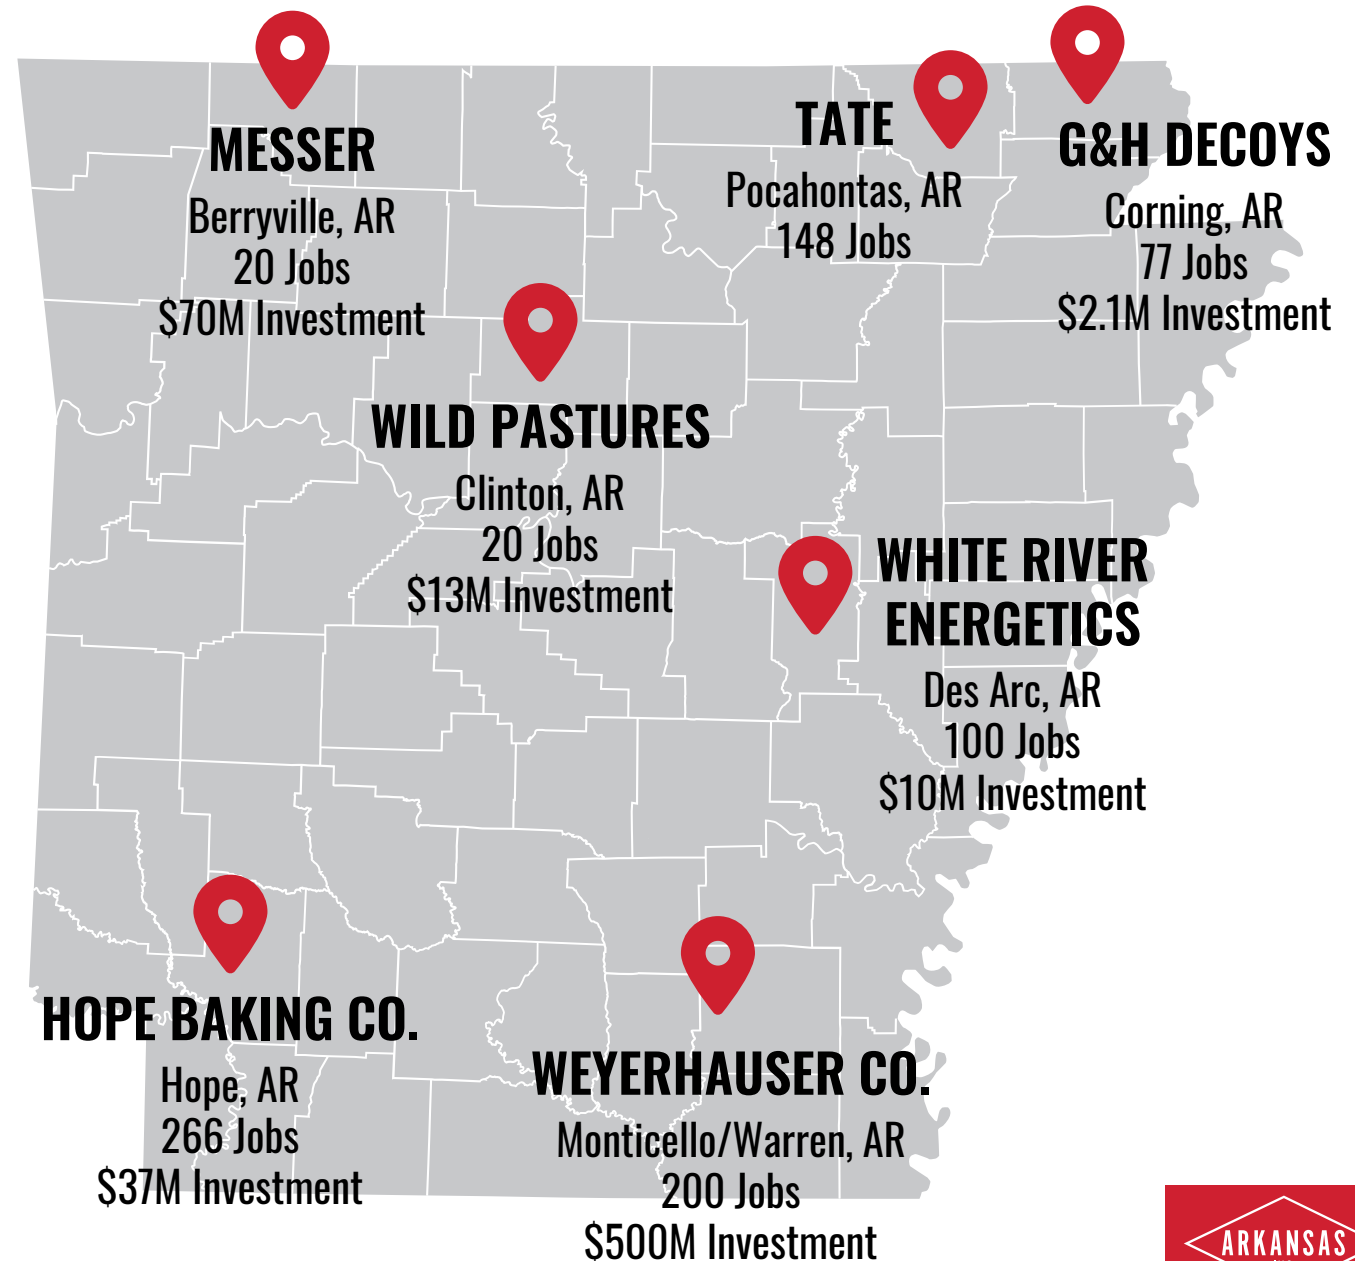 MESSER
Berryville, AR
20 Jobs
$70M Investment
TATE
Pocahontas, AR
148 Jobs
G&H DECOYS
Corning, AR
77 Jobs
$2.1M Investment
WILD PASTURES
Clinton, AR
20 Jobs
$13M Investment
WHITE RIVER
ENERGETICS
Des Arc, AR
100 Jobs
$10M Investment
HOPE BAKING CO.
Hope, AR
266 Jobs
$37M Investment
WEYERHAUSER CO.
Monticello/Warren, AR
200 Jobs
$500M Investment
ARKANSAS